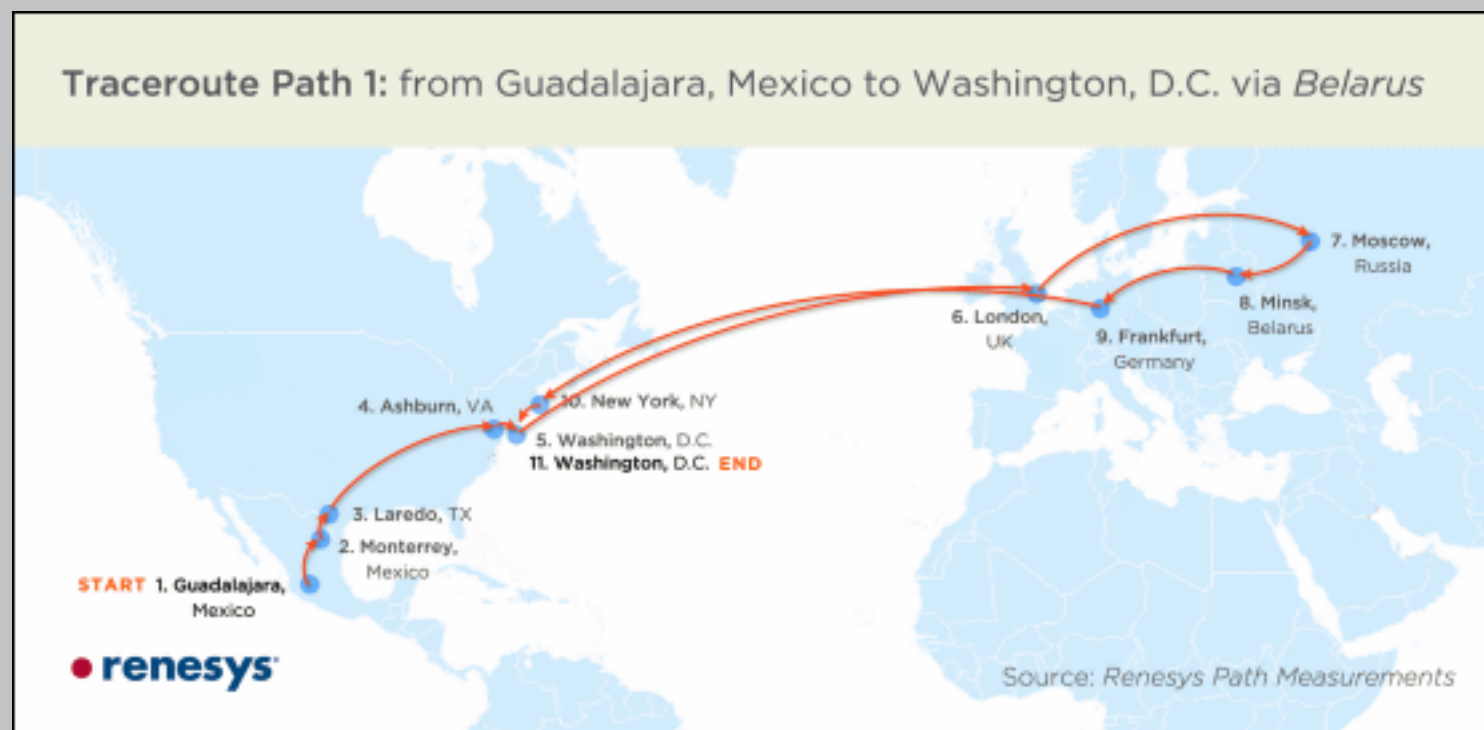 Traceroute Path 1: from Guadalajara, Mexico to Washington, D.C. via Belarus
7. Moscow,
Russia
8. Minsk,
Belarus
6. London,
UK
9. Frankfurt,
Germany
10. New York, NY
4. Ashburn, VA
5. Washington, D.C.
11. Washington, D.C. END
3. Laredo, TX
2. Monterrey,
Mexico
START 1. Guadalajara,
Mexico
renesys
Source: Renesys Path Measurements